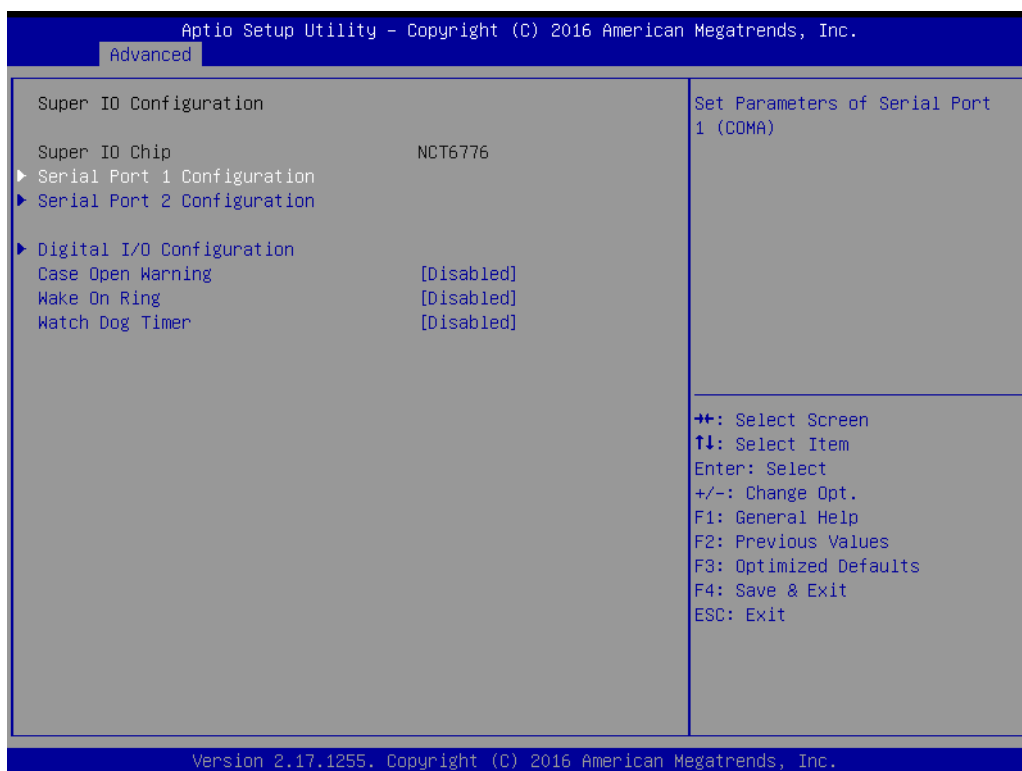 Aptio Setup Utility – Copyright (C) 2016 American Megatrends, Inc.
Advanced
Super IO Configuration
Super IO Chip NCT6776
Serial Port 1 Configuration
Serial Port 2 Configuration
Digital I/O Configuration
Case Open Warning [Disabled]
Wake On Ring [Disabled]
Watch Dog Timer [Disabled]
Set Parameters of Serial Port
1 (COMA)
→←: Select Screen
↑↓: Select Item
Enter: Select
+/-: Change Opt.
F1: General Help
F2: Previous Values
F3: Optimized Defaults
F4: Save & Exit
ESC: Exit
Version 2.17.1255. Copyright (C) 2016 American Megatrends, Inc.